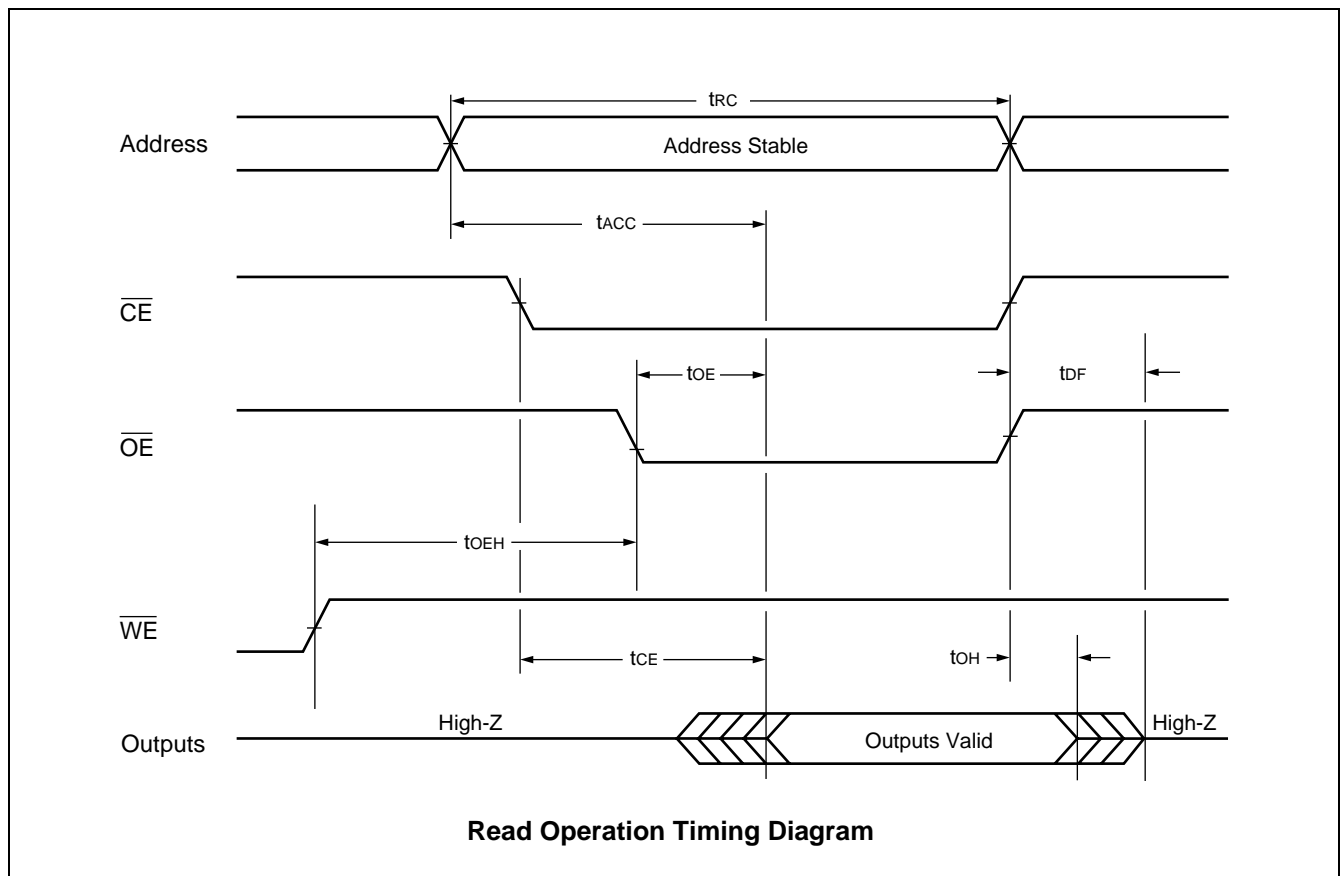 tRC
Address
Address Stable
tACC
CE
tOE
tDF
OE
tOEH
WE
tCE
tOH
High-Z
High-Z
Outputs
Outputs Valid
Read Operation Timing Diagram